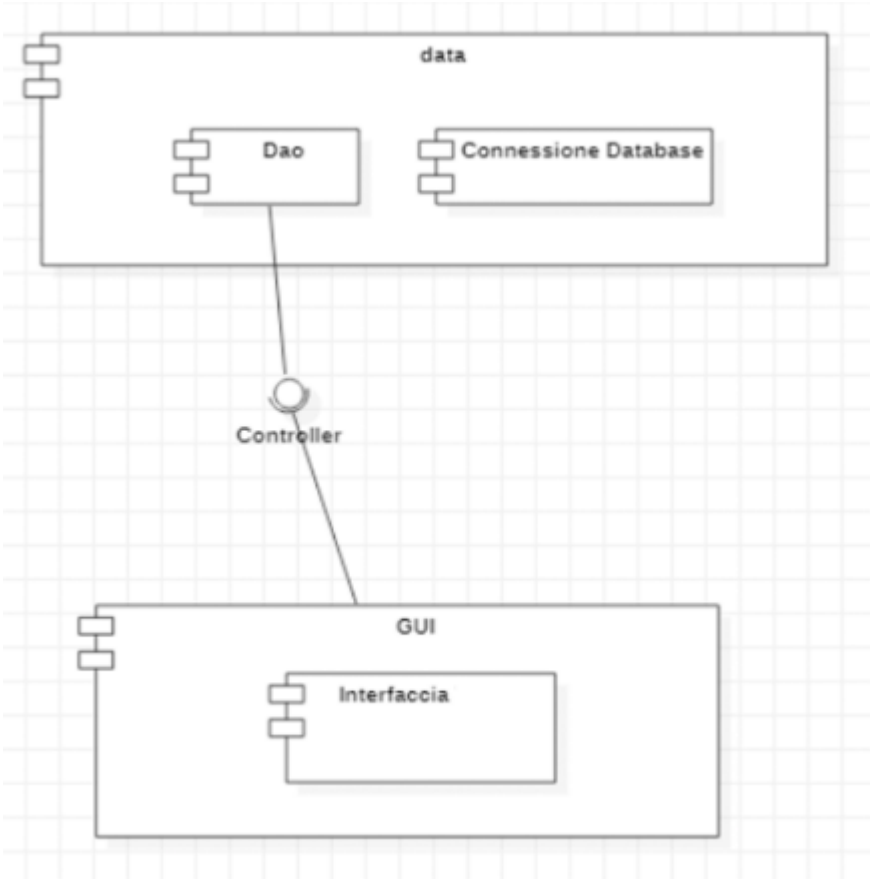 data
Dao
Connessione Database
Controller
GUI
Interfaccia